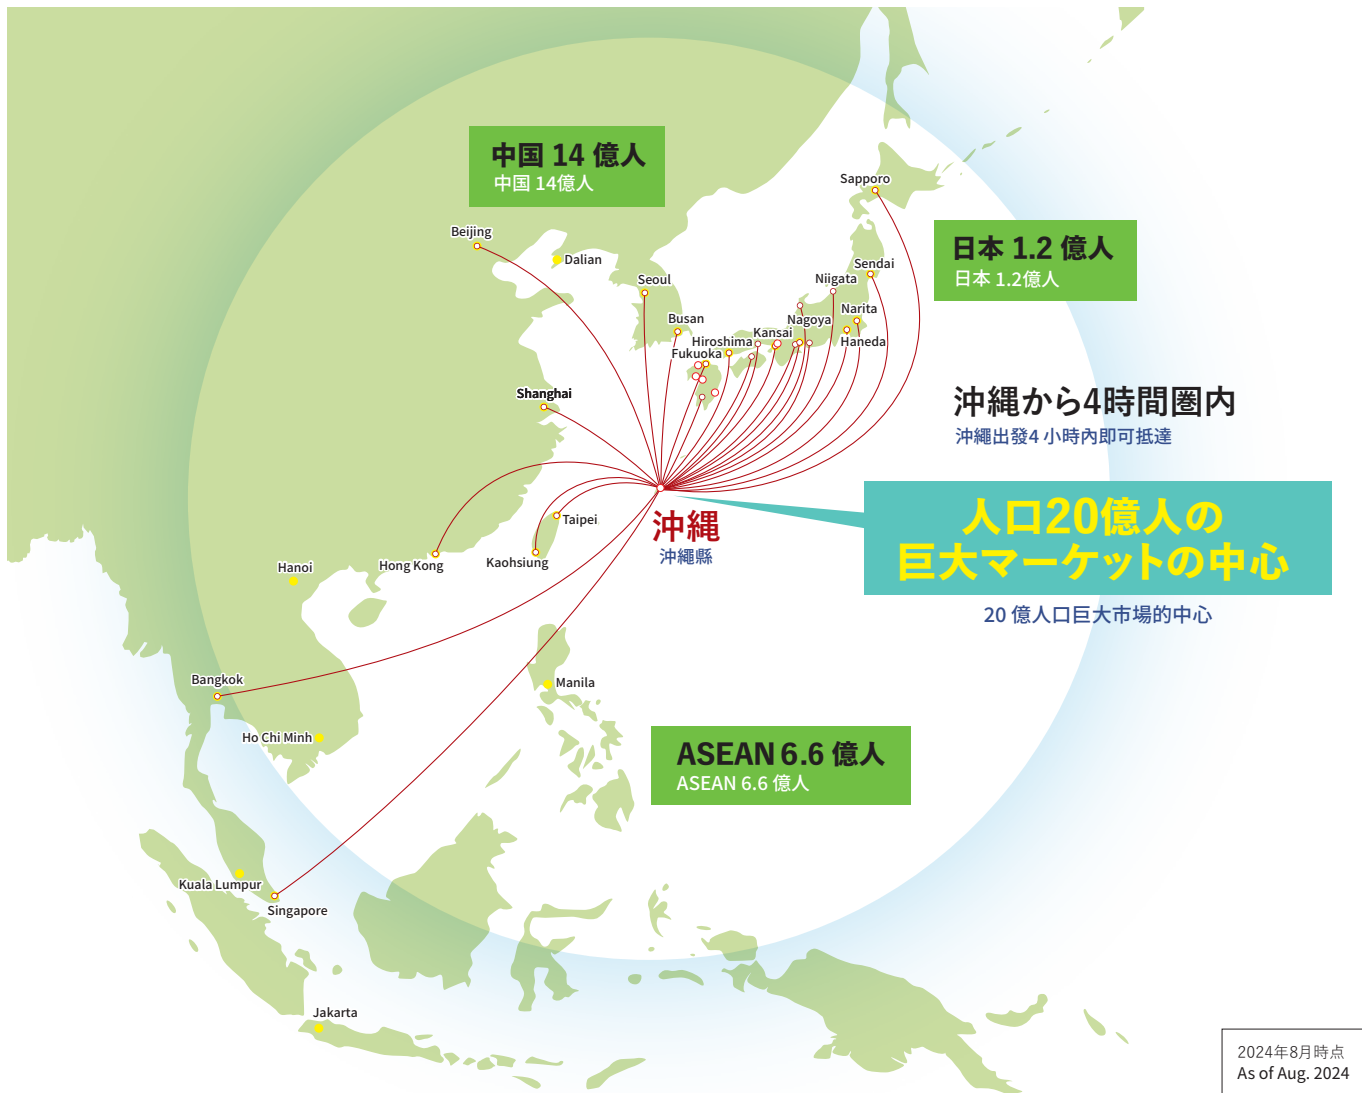 中国 14 億人
中国 14億人
Sapporo
Beijing
Dalian
日本 1.2 億人
日本 1.2億人
Sendai
Seoul
Niigata
Busan
Narita
Nagoya
Kansai
Hiroshima
Haneda
Fukuoka
Shanghai
沖縄から4時間圏内
沖繩出發4 小時內即可抵達
人口20億人の
巨大マーケットの中心
20 億人口巨大市場的中心
沖縄
沖繩縣
Taipei
Kaohsiung
Hong Kong
Hanoi
Bangkok
Manila
Ho Chi Minh
ASEAN 6.6 億人
ASEAN 6.6 億人
Kuala Lumpur
Singapore
Jakarta
2024年8月時点
As of Aug. 2024